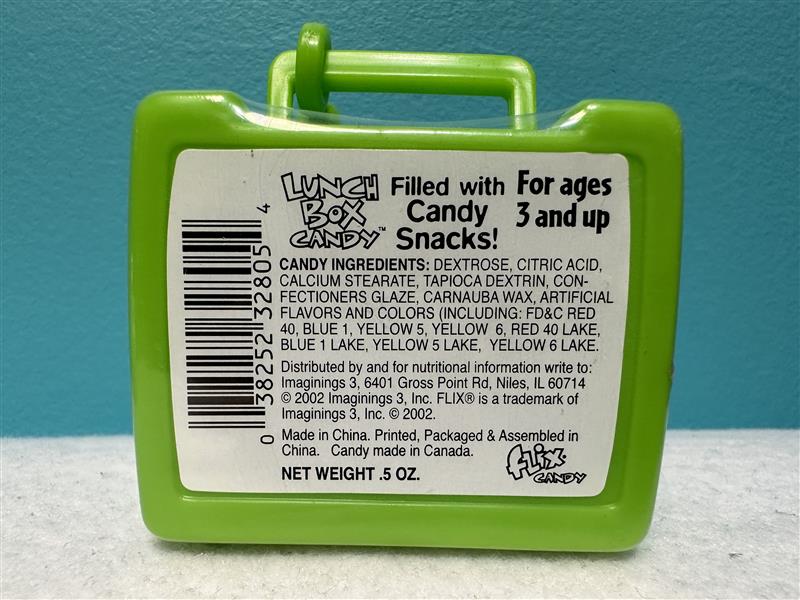 LUNCH BOX CANDY™
Filled with Candy Snacks!
For ages 3 and up
CANDY INGREDIENTS: DEXTROSE, CITRIC ACID,
CALCIUM STEARATE, TAPIOCA DEXTRIN, CON-
FECTIONERS GLAZE, CARNAUBA WAX, ARTIFICIAL
FLAVORS AND COLORS (INCLUDING: FD&C RED
40, BLUE 1, YELLOW 5, YELLOW 6, RED 40 LAKE,
BLUE 1 LAKE, YELLOW 5 LAKE, YELLOW 6 LAKE.
Distributed by and for nutritional information write to:
Imaginings 3, 6401 Gross Point Rd, Niles, IL 60714
© 2002 Imaginings 3, Inc. FLIX® is a trademark of
Imaginings 3, Inc. © 2002.
Made in China. Printed, Packaged & Assembled in
China. Candy made in Canada.
NET WEIGHT .5 OZ.
flix CANDY
0 38252 32805 4